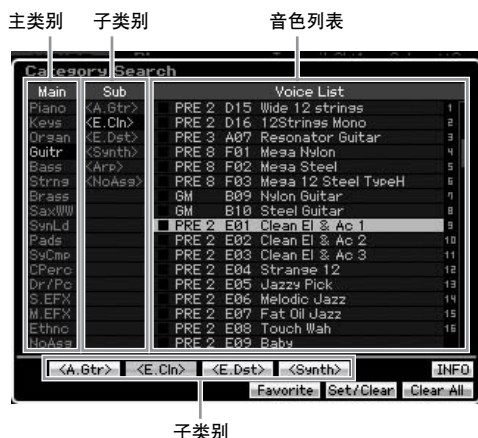 主类别 子类别 音色列表
Category Search
Main Sub Voice List
Piano <A.Gtr> PRE 2 D15 Wide 12 strings 1
Keys <E.Cln> PRE 2 D16 12Strings Mono 2
Organ <E.Dst> PRE 3 A07 Resonator Guitar 3
Guitr <Synth> PRE 8 F01 Mega Nylon 4
Bass <Arp> PRE 8 F02 Mega Steel 5
Strng <NoAsg> PRE 8 F03 Mega 12 Steel TypeH 6
Brass GM B09 Nylon Guitar 7
SaxWW GM B10 Steel Guitar 8
SynLd PRE 2 E01 Clean El & Ac 1 9
Pads PRE 2 E02 Clean El & Ac 2 10
SyCmp PRE 2 E03 Clean El & Ac 3 11
CPerc PRE 2 E04 Strange 12 12
Dr/Pc PRE 2 E05 Jazzy Pick 13
S.EFX PRE 2 E06 Melodic Jazz 14
M.EFX PRE 2 E07 Fat Oil Jazz 15
Ethnc PRE 2 E08 Touch Wah 16
NoAsg PRE 2 E09 Baby
<A.Gtr> <E.Cln> <E.Dst> <Synth> INFO
Favorite Set/Clear Clear All
子类别